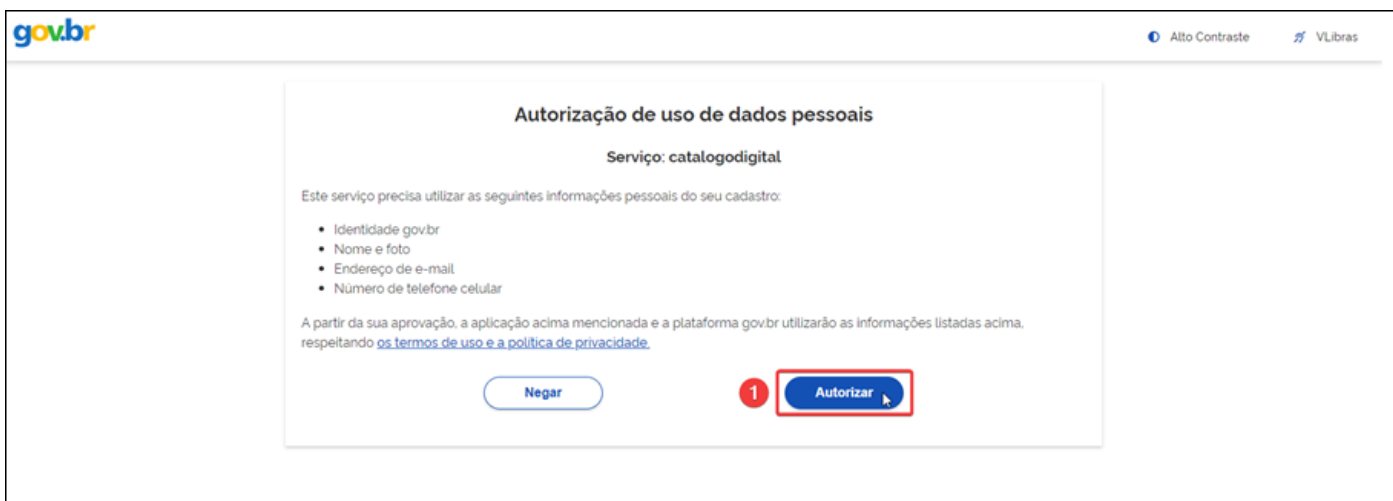 gov.br
Alto Contraste
VLibras
Autorização de uso de dados pessoais
Serviço: catalogodigital
Este serviço precisa utilizar as seguintes informações pessoais do seu cadastro:
Identidade gov.br
Nome e foto
Endereço de e-mail
Número de telefone celular
A partir da sua aprovação, a aplicação acima mencionada e a plataforma gov.br utilizarão as informações listadas acima,
respeitando os termos de uso e a política de privacidade.
Negar
1
Autorizar